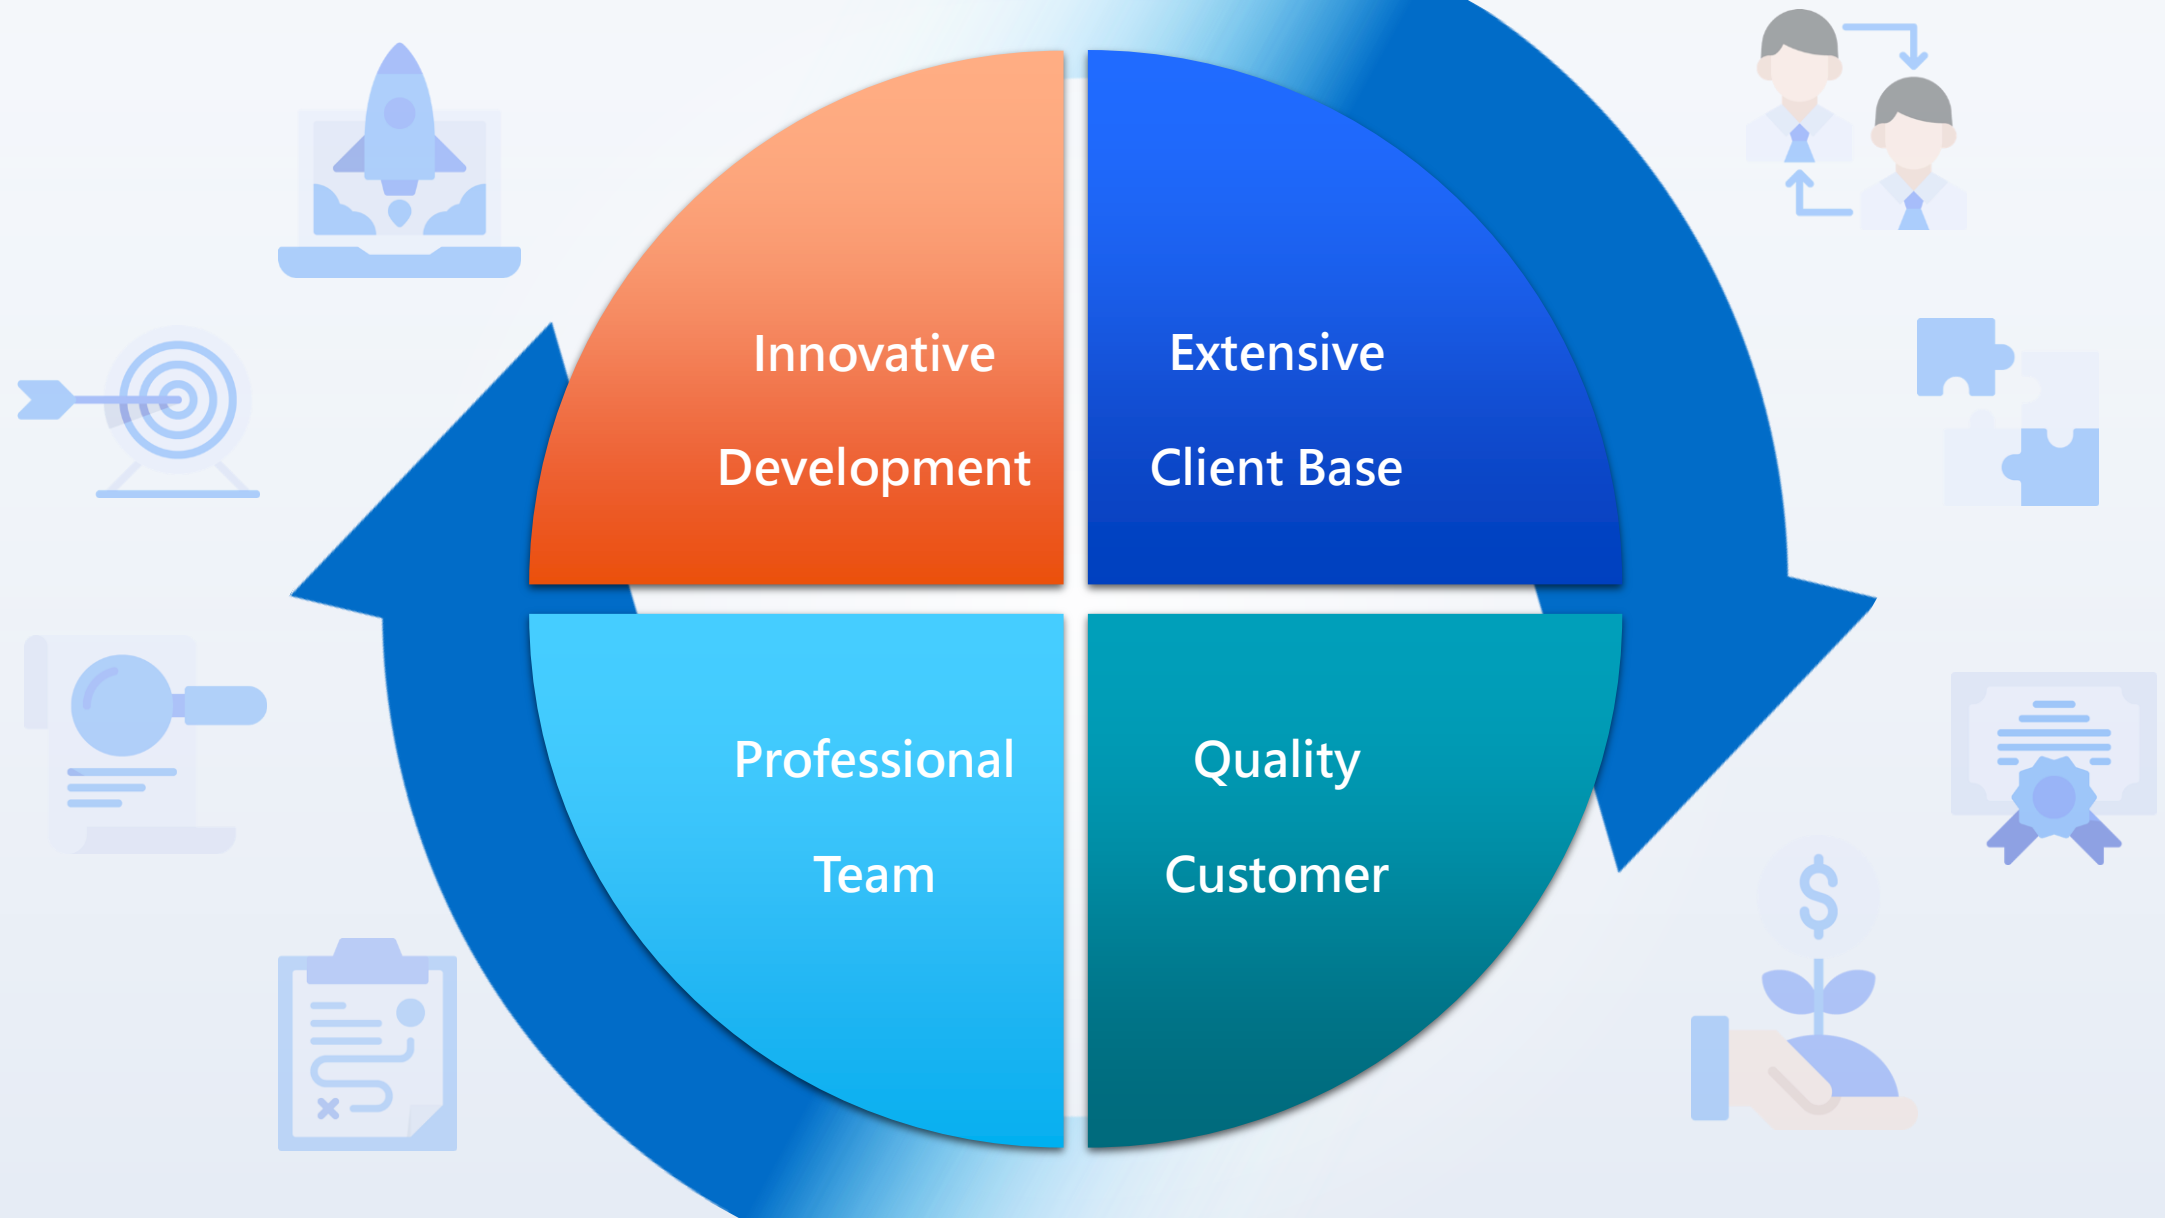 Innovative
Development
Extensive
Client Base
Professional
Team
Quality
Customer
$